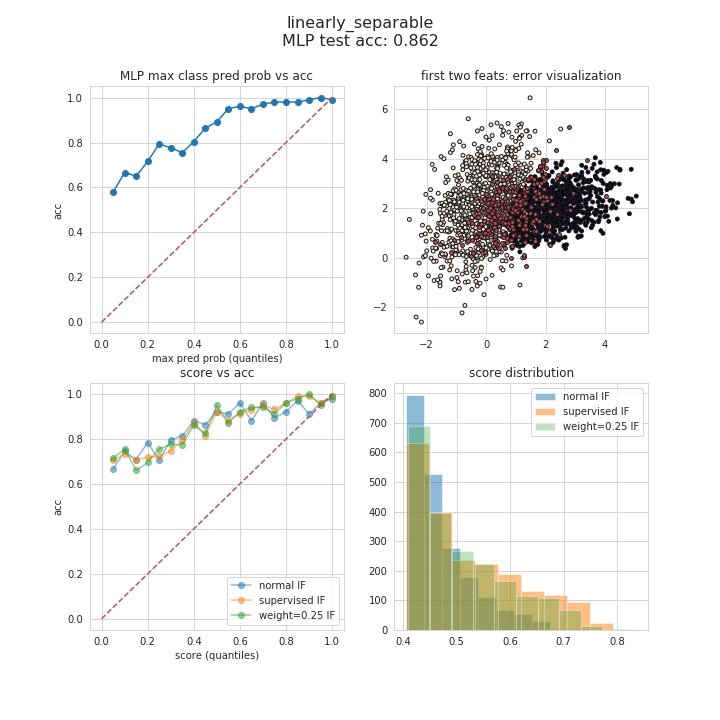 linearly_separable
MLP test acc: 0.862
MLP max class pred prob vs acc
acc
1.0
0.8
0.6
0.4
0.2
0.0
0.0 0.2 0.4 0.6 0.8 1.0
max pred prob (quantiles)
first two feats: error visualization
6
4
2
0
−2
−2 0 2 4
score vs acc
acc
1.0
0.8
0.6
0.4
0.2
0.0
normal IF
supervised IF
weight=0.25 IF
0.0 0.2 0.4 0.6 0.8 1.0
score (quantiles)
score distribution
800
700
600
500
400
300
200
100
0
normal IF
supervised IF
weight=0.25 IF
0.4 0.5 0.6 0.7 0.8